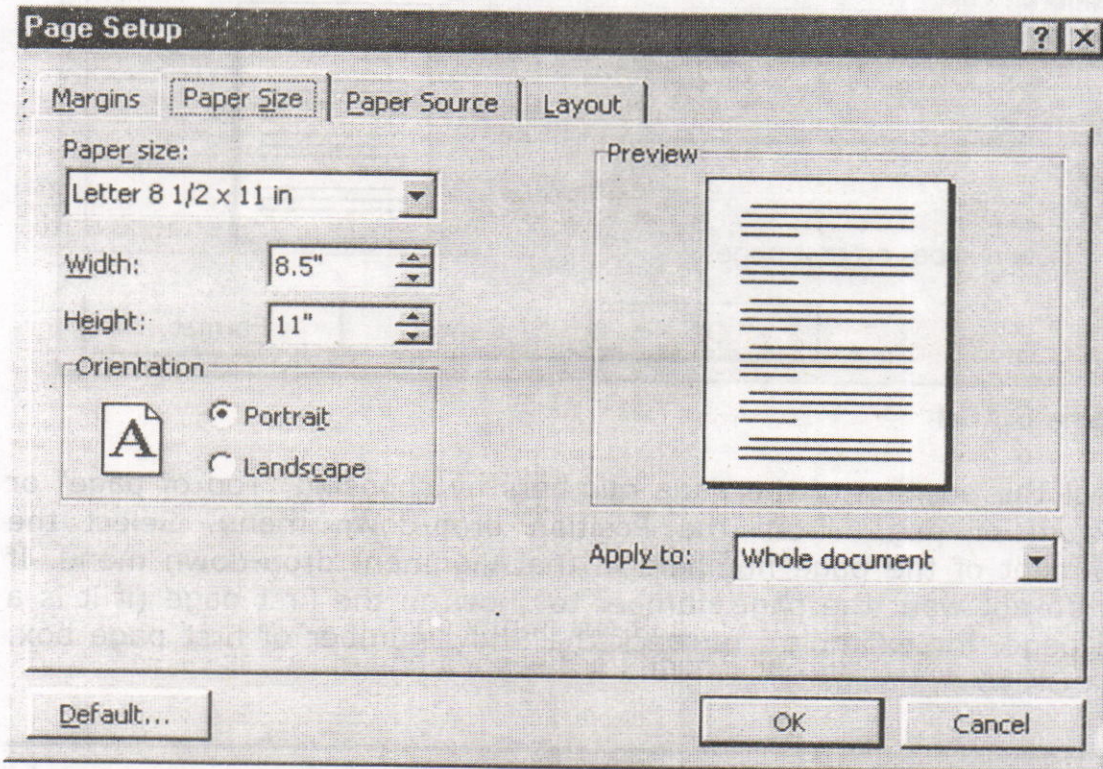 Page Setup
? X
Margins Paper Size Paper Source Layout
Paper size:
Letter 8 1/2 x 11 in
Width: 8.5"
Height: 11"
Orientation
A
Portrait
Landscape
Preview
Apply to: Whole document
Default...
OK Cancel